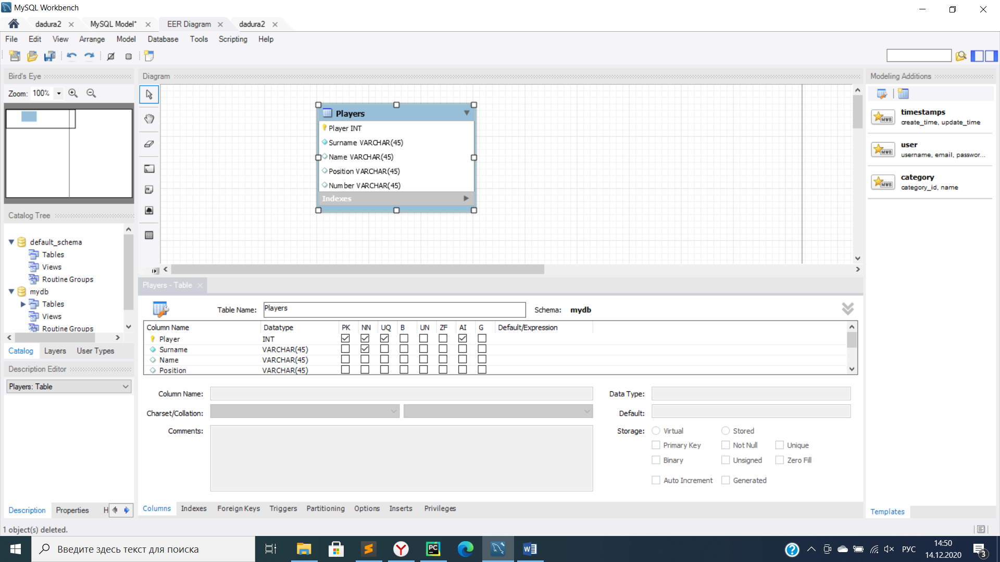 MySQL Workbench
dadura2 MySQL Model* EER Diagram dadura2
File Edit View Arrange Model Database Tools Scripting Help
Bird's Eye
Zoom: 100%
Catalog Tree
default_schema
Tables
Views
Routine Groups
mydb
Tables
Views
Routine Groups
Catalog Layers User Types
Description Editor
Players: Table
Description Properties H
Diagram
Players
Player INT
Surname VARCHAR(45)
Name VARCHAR(45)
Position VARCHAR(45)
Number VARCHAR(45)
Indexes
Players - Table
Table Name: Players Schema: mydb
Column Name Datatype PK NN UQ B UN ZF AI G Default/Expression
Player INT
Surname VARCHAR(45)
Name VARCHAR(45)
Position VARCHAR(45)
Column Name: Data Type:
Charset/Collation: Default:
Comments: Storage: Virtual Stored
Primary Key Not Null Unique
Binary Unsigned Zero Fill
Auto Increment Generated
Columns Indexes Foreign Keys Triggers Partitioning Options Inserts Privileges
Modeling Additions
timestamps
create_time, update_time
user
username, email, passwor...
category
category_id, name
MWB
MWB
MWB
Templates
1 object(s) deleted.
Введите здесь текст для поиска
РУС
14:50
14.12.2020
3